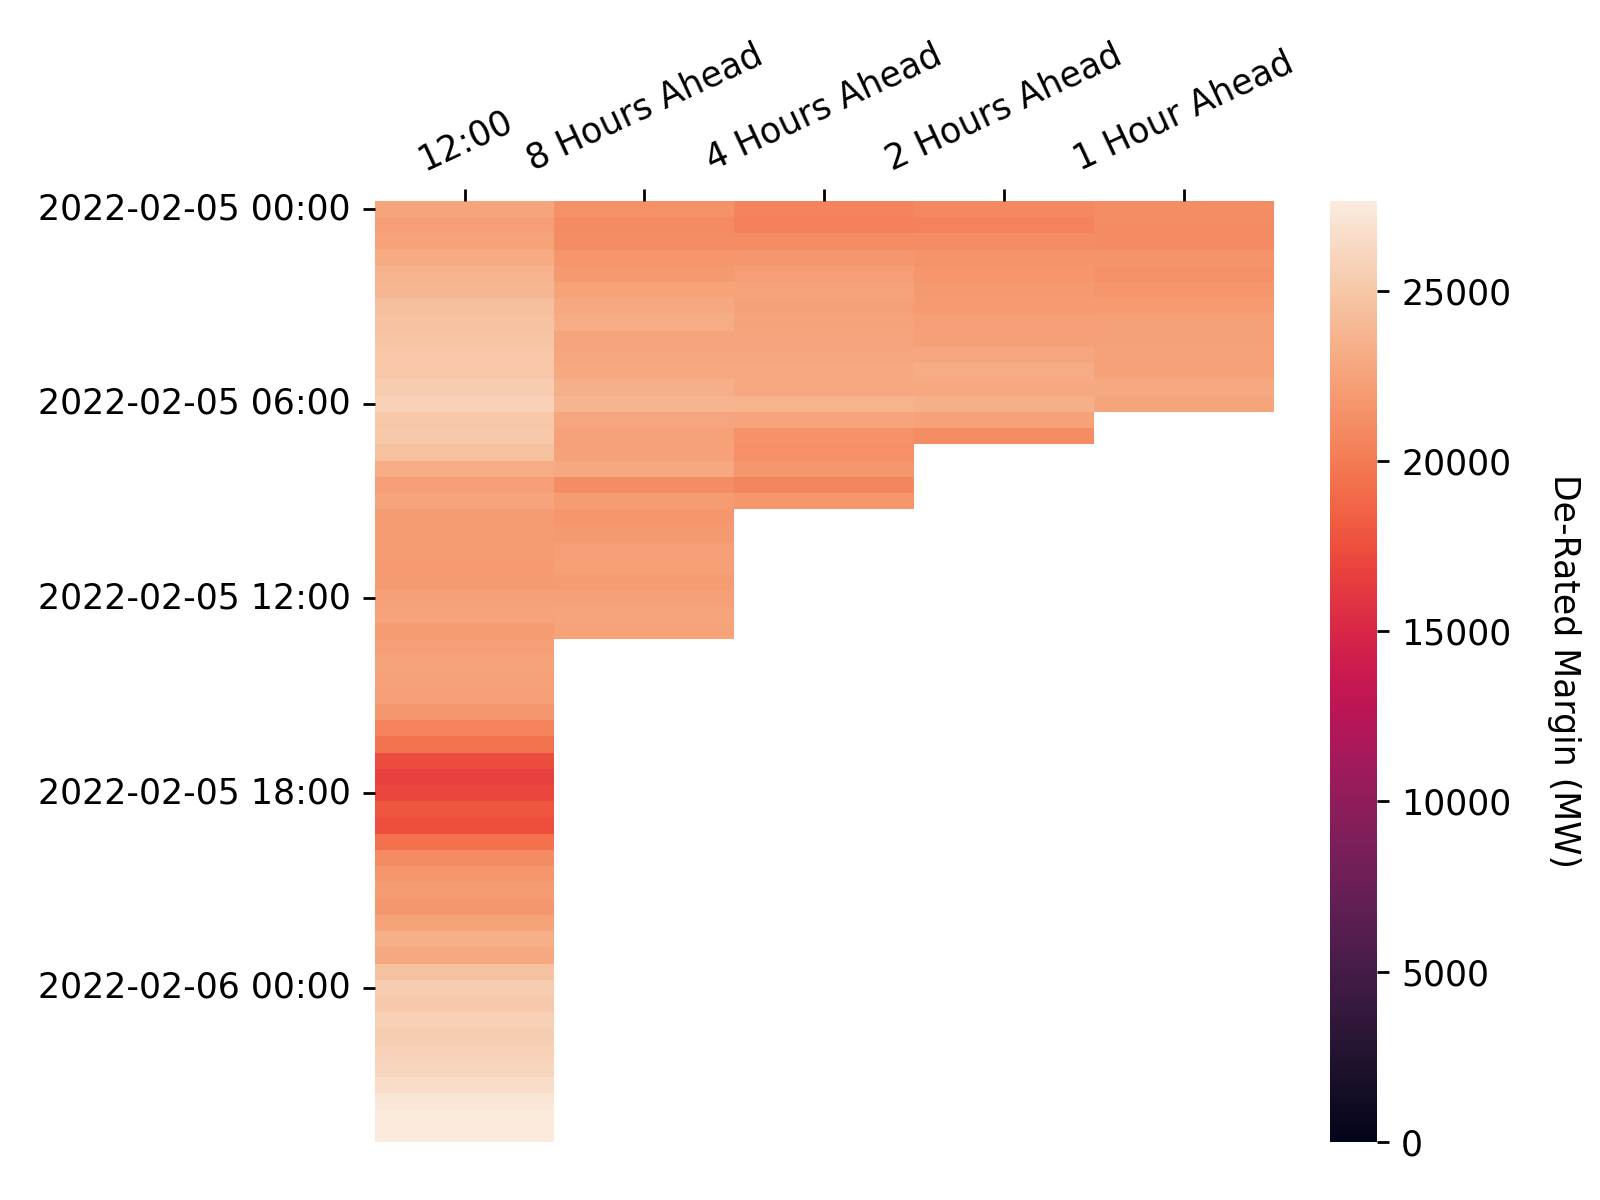 12:00
8 Hours Ahead
4 Hours Ahead
2 Hours Ahead
1 Hour Ahead
2022-02-05 00:00
2022-02-05 06:00
2022-02-05 12:00
2022-02-05 18:00
2022-02-06 00:00
25000
20000
15000
10000
5000
0
De-Rated Margin (MW)